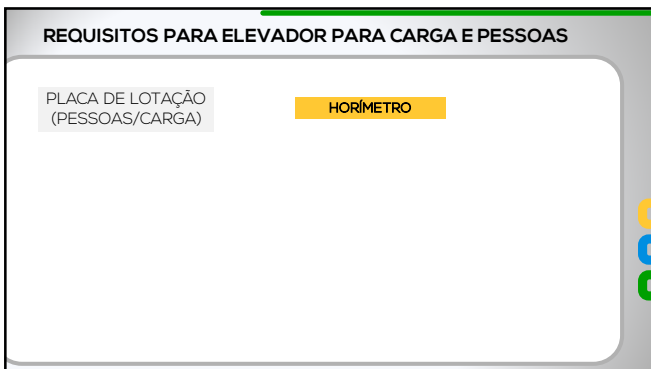 REQUISITOS PARA ELEVADOR PARA CARGA E PESSOAS
PLACA DE LOTAÇÃO
(PESSOAS/CARGA)
HORÍMETRO